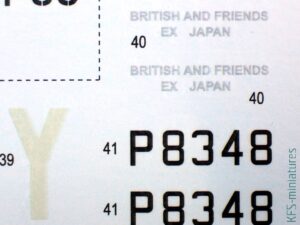 BRITISH AND FRIENDS
EX JAPAN
40
BRITISH AND FRIENDS
EX JAPAN
40
39
Y
41 P8348
41 P8348
KFS-miniatures